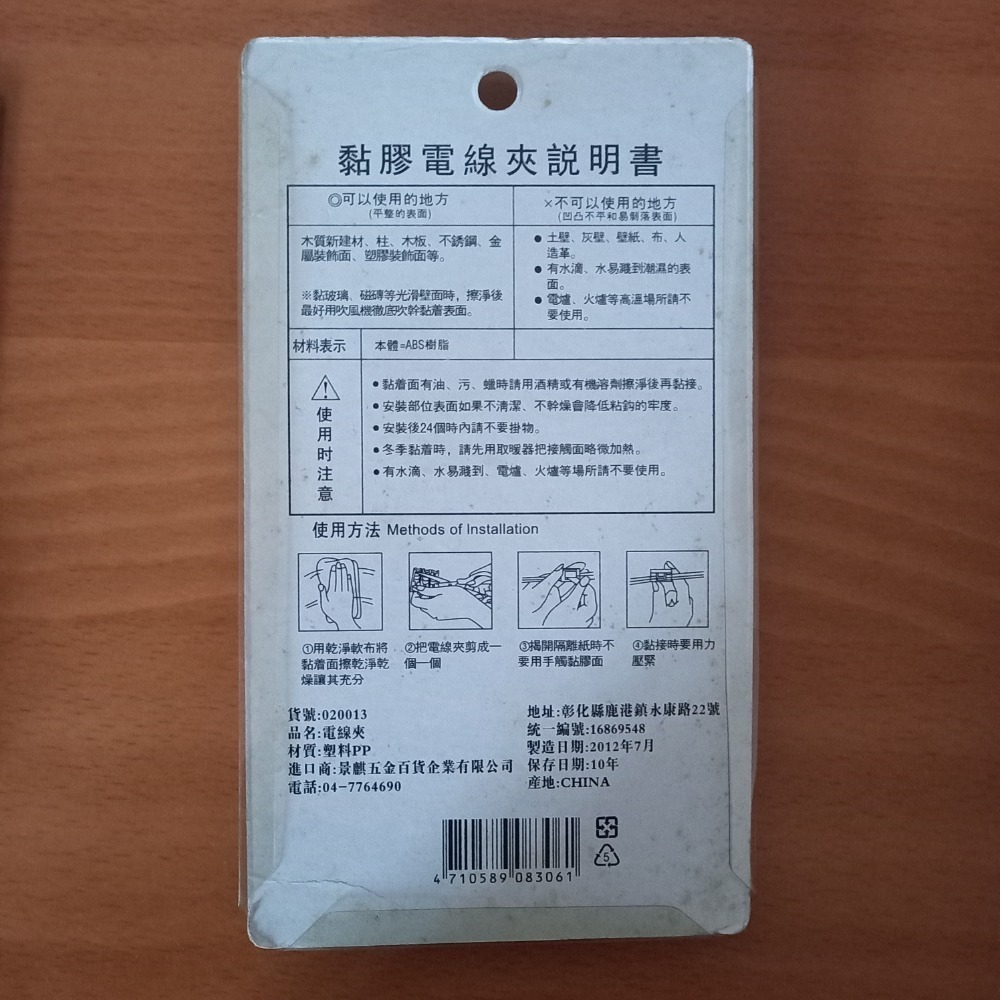 黏膠電線夾説明書
◎可以使用的地方
(平整的表面)
×不可以使用的地方
(凹凸不平和易剝落表面)
木質新建材、柱、木板、不銹鋼、金
屬裝飾面、塑膠裝飾面等。
※黏玻璃、磁磚等光滑壁面時，擦淨後
最好用吹風機徹底吹幹黏着表面。
● 土壁、灰壁、壁紙、布、人
造革。
● 有水滴、水易濺到潮濕的表
面。
● 電爐、火爐等高溫場所請不
要使用。
材料表示
本體=ABS樹脂
使用时注意
● 黏着面有油、污、蠟時請用酒精或有機溶劑擦淨後再黏接。
● 安裝部位表面如果不清潔、不幹燥會降低粘鈎的牢度。
● 安裝後24個時內請不要掛物。
● 冬季黏着時，請先用取暖器把接觸面略微加熱。
● 有水滴、水易濺到、電爐、火爐等場所請不要使用。
使用方法 Methods of Installation
①用乾淨軟布將
黏着面擦乾淨乾
燥讓其充分
②把電線夾剪成一
個一個
③揭開隔離紙時不
要用手觸黏膠面
④黏接時要用力
壓緊
貨號:020013
品名:電線夾
材質:塑料PP
進口商:景麒五金百貨企業有限公司
電話:04-7764690
地址:彰化縣鹿港鎮永康路22號
統一編號:16869548
製造日期:2012年7月
保存日期:10年
産地:CHINA
5
4 710589 083061